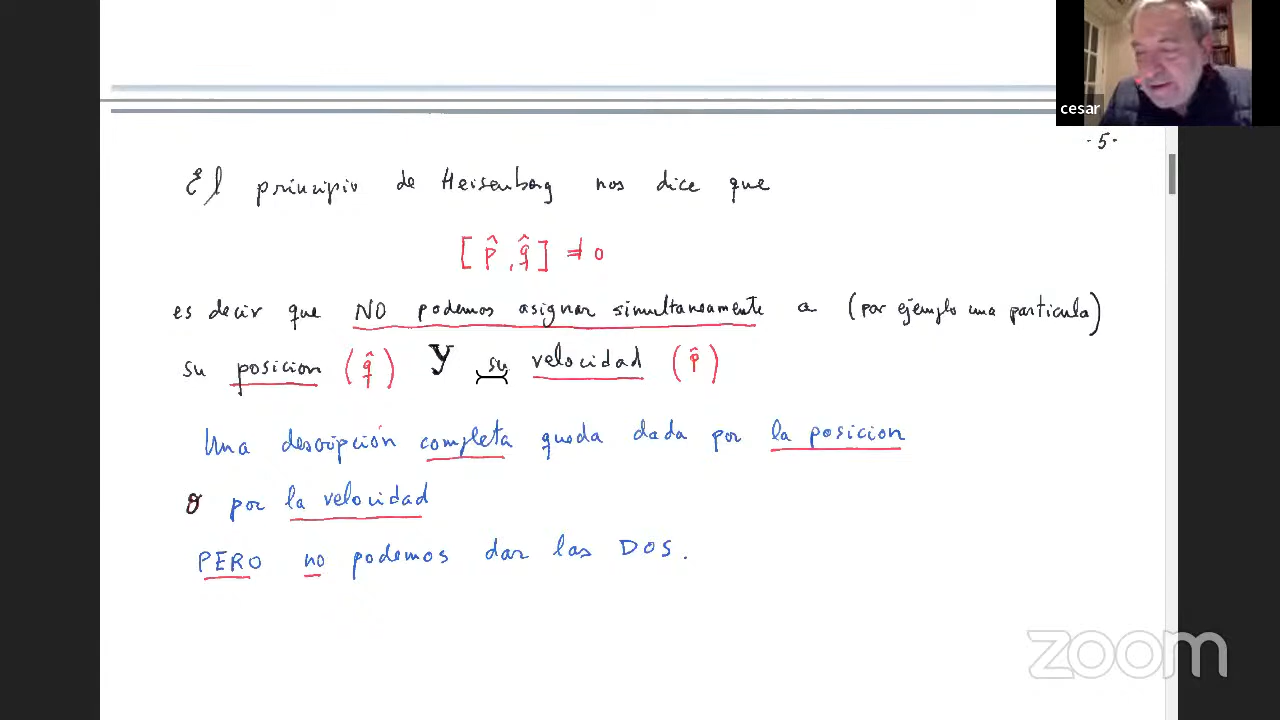 cesar
- 5 -
El principio de Heisenberg nos dice que
[ p̂, q̂ ] ≠ 0
es decir que NO podemos asignar simultaneamente a (por ejemplo una particula)
su posicion (q̂) Y su velocidad (p̂)
Una descripción completa queda dada por la posicion
o por la velocidad
PERO no podemos dar las DOS.
zoom